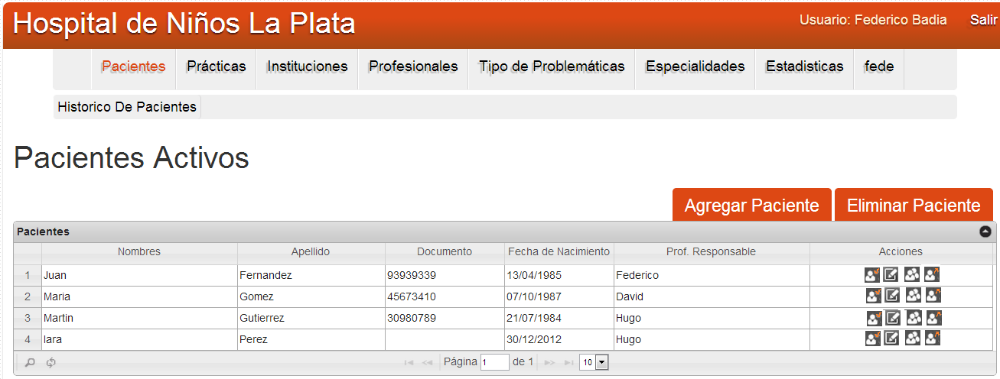 Hospital de Niños La Plata
Usuario: Federico Badia Salir
Pacientes Prácticas Instituciones Profesionales Tipo de Problemáticas Especialidades Estadisticas fede
Historico De Pacientes
Pacientes Activos
Agregar Paciente Eliminar Paciente
Pacientes
Nombres Apellido Documento Fecha de Nacimiento Prof. Responsable Acciones
1 Juan Fernandez 93939339 13/04/1985 Federico
2 Maria Gomez 45673410 07/10/1987 David
3 Martin Gutierrez 30980789 21/07/1984 Hugo
4 Iara Perez 30/12/2012 Hugo
Página 1 de 1 10